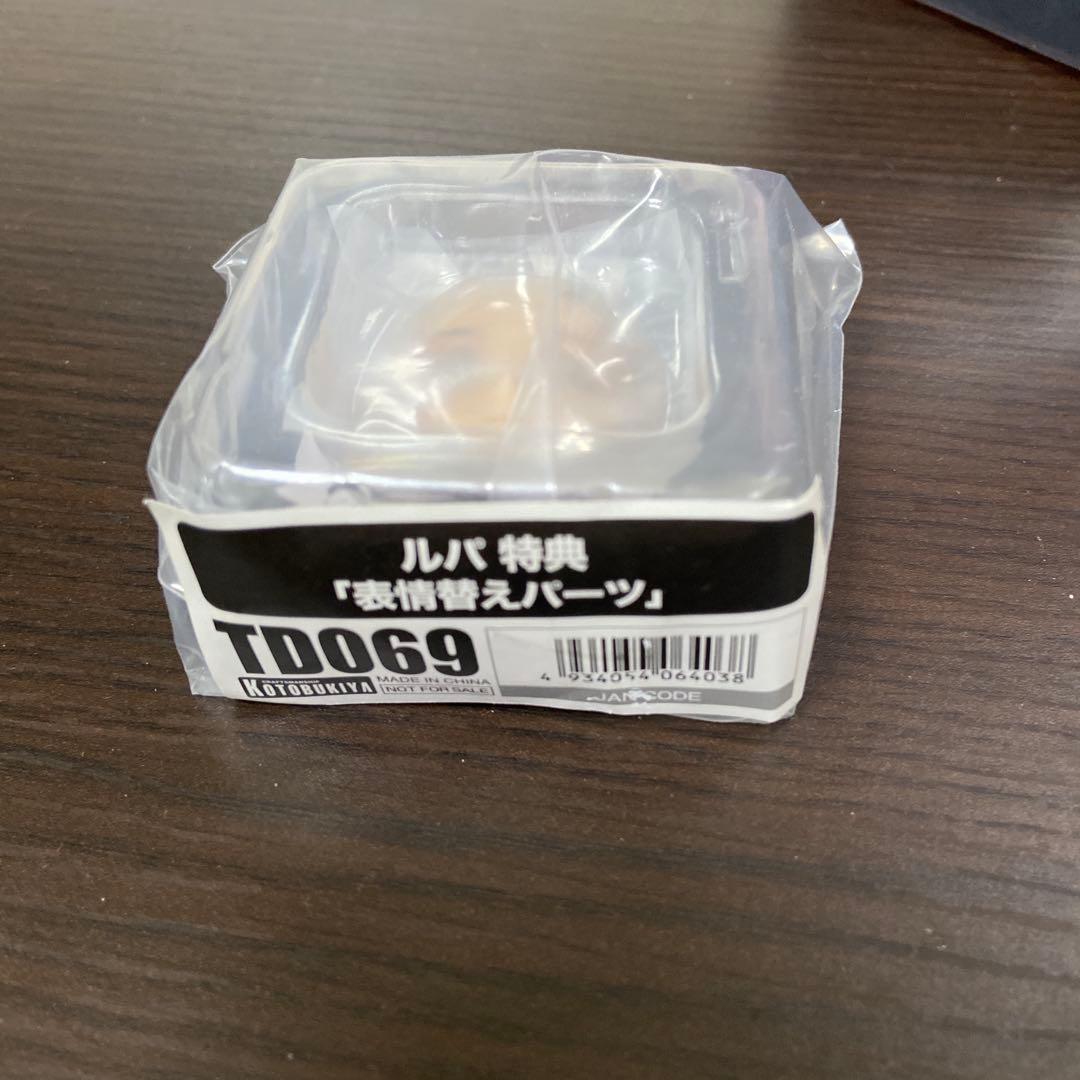 ルパ 特典
「表情替えパーツ」
TD069
CRAFTSMANSHIP
KOTOBUKIYA
MADE IN CHINA
NOT FOR SALE
4 934054 064038
JAN CODE